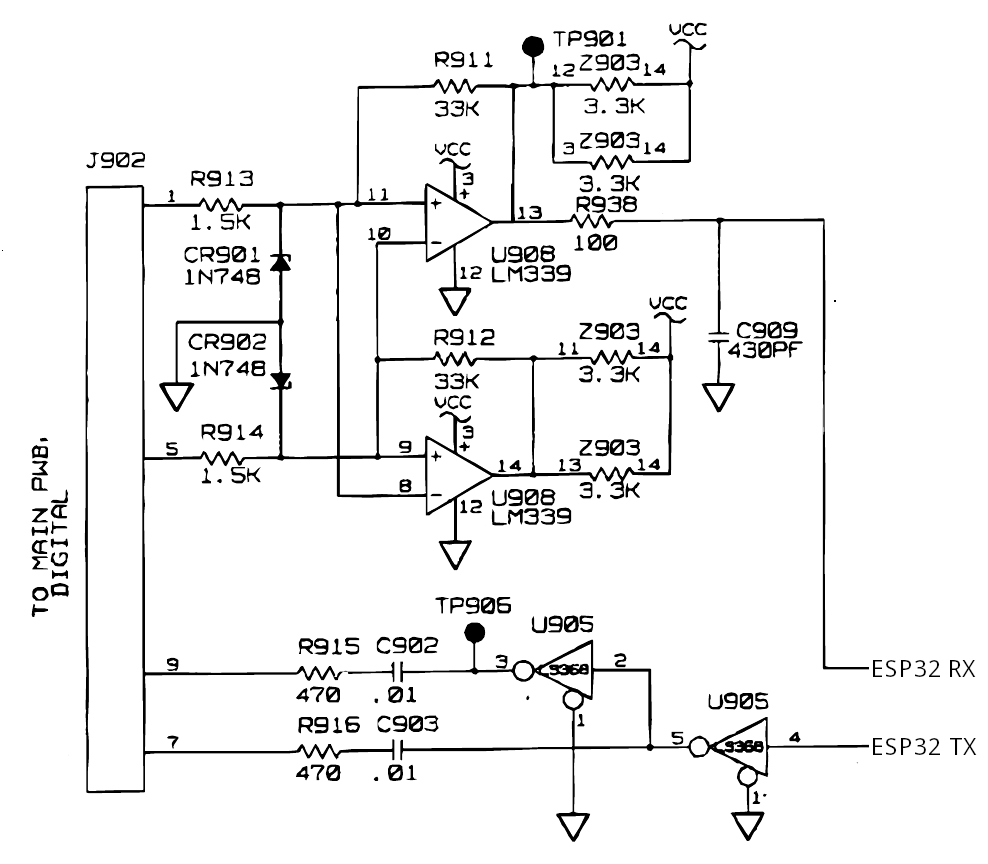 TP901
VCC
R911
12 Z903 14
33K
3.3K
J902
VCC
3 Z903 14
3
+
3.3K
R913
1
11
+
R938
1.5K
13
10
-
100
CR901
1N748
U908
12 LM339
VCC
CR902
1N748
R912
Z903
C909
11
14
430PF
33K
3.3K
VCC
3
+
R914
Z903
5
9
+
14
13
14
1.5K
8
-
3.3K
12
U908
LM339
TO MAIN PWB,
DIGITAL
TP906
U905
R915 C902
9
3
2
ESP32 RX
470 .01
1
U905
R916 C903
7
5
4
ESP32 TX
470 .01
1